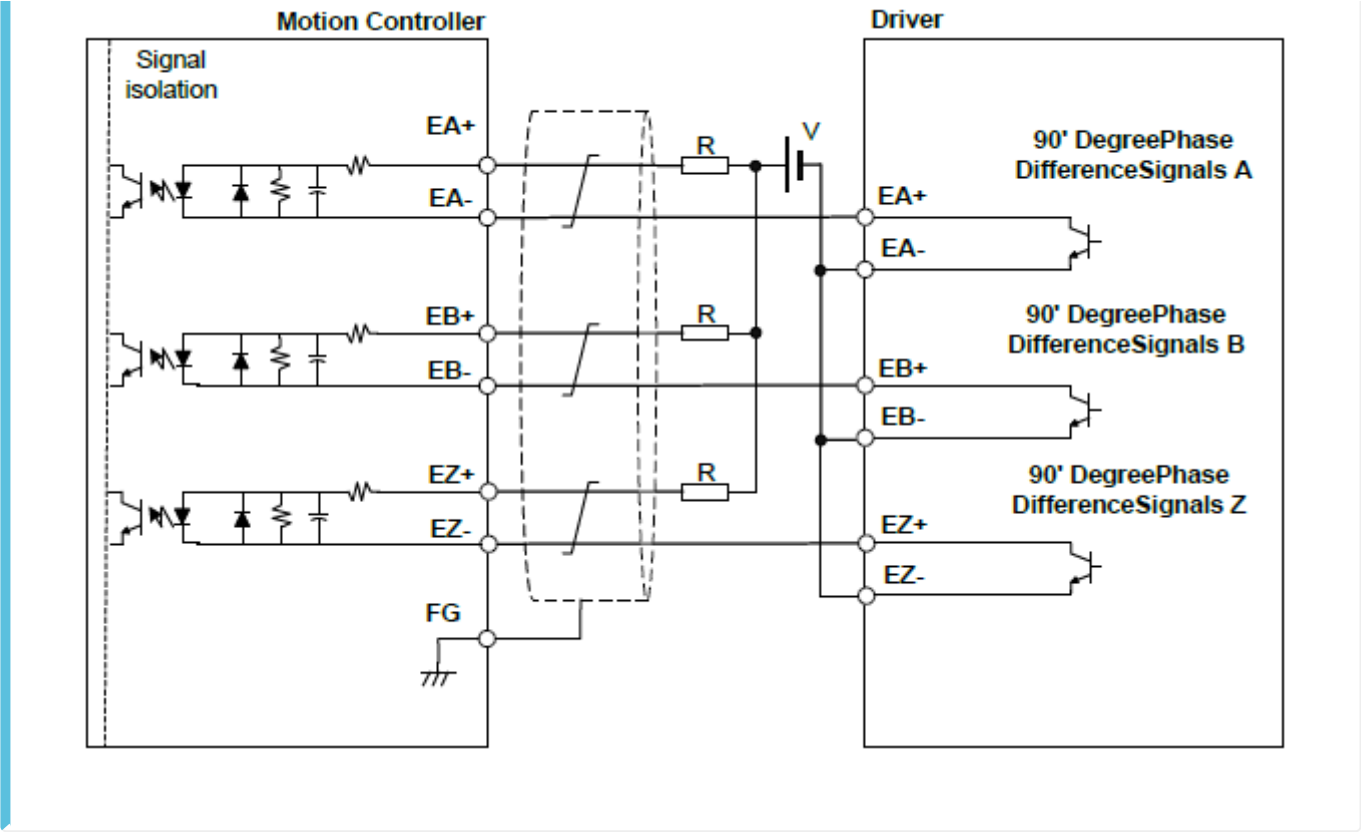 Motion Controller
Driver
Signal
isolation
EA+
EA-
R
V
90' DegreePhase
DifferenceSignals A
EA+
EA-
EB+
EB-
R
90' DegreePhase
DifferenceSignals B
EB+
EB-
EZ+
EZ-
R
90' DegreePhase
DifferenceSignals Z
EZ+
EZ-
FG